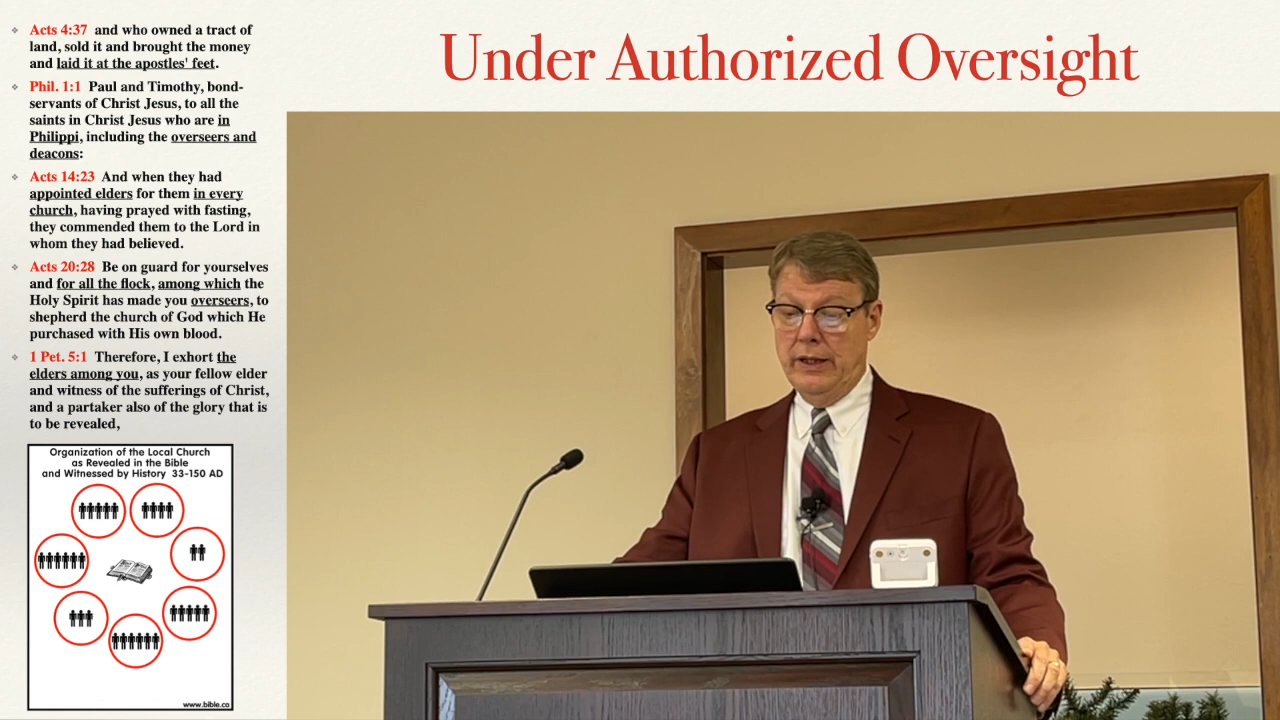 Under Authorized Oversight
Acts 4:37 and who owned a tract of
land, sold it and brought the money
and laid it at the apostles' feet.
Phil. 1:1 Paul and Timothy, bond-
servants of Christ Jesus, to all the
saints in Christ Jesus who are in
Philippi, including the overseers and
deacons:
Acts 14:23 And when they had
appointed elders for them in every
church, having prayed with fasting,
they commended them to the Lord in
whom they had believed.
Acts 20:28 Be on guard for yourselves
and for all the flock, among which the
Holy Spirit has made you overseers, to
shepherd the church of God which He
purchased with His own blood.
1 Pet. 5:1 Therefore, I exhort the
elders among you, as your fellow elder
and witness of the sufferings of Christ,
and a partaker also of the glory that is
to be revealed,
Organization of the Local Church
as Revealed in the Bible
and Witnessed by History 33-150 AD
www.bible.ca